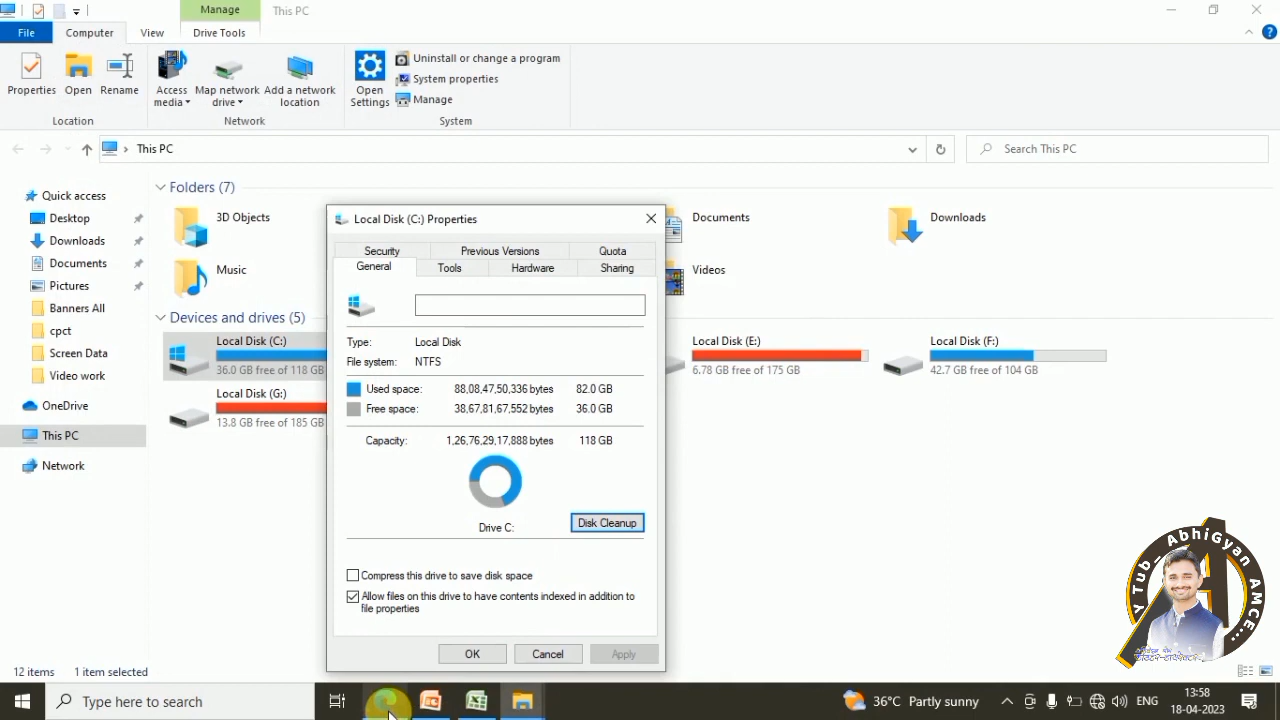 Manage
This PC
File
Computer
View
Drive Tools
Properties
Open
Rename
Access
media
Map network
drive
Add a network
location
Open
Settings
Uninstall or change a program
System properties
Manage
Location
Network
System
This PC
Search This PC
Quick access
Desktop
Downloads
Documents
Pictures
Banners All
cpct
Screen Data
Video work
OneDrive
This PC
Network
Folders (7)
3D Objects
Documents
Downloads
Music
Videos
Devices and drives (5)
Local Disk (C:)
36.0 GB free of 118 GB
Local Disk (E:)
6.78 GB free of 175 GB
Local Disk (F:)
42.7 GB free of 104 GB
Local Disk (G:)
13.8 GB free of 185 GB
Local Disk (C:) Properties
Security
Previous Versions
Quota
General
Tools
Hardware
Sharing
Type: Local Disk
File system: NTFS
Used space: 88,08,47,50,336 bytes 82.0 GB
Free space: 38,67,81,67,552 bytes 36.0 GB
Capacity: 1,26,76,29,17,888 bytes 118 GB
Drive C:
Disk Cleanup
Compress this drive to save disk space
Allow files on this drive to have contents indexed in addition to
file properties
OK
Cancel
Apply
Y Tub_ AbhiGyan AMCE...
12 items
1 item selected
Type here to search
36°C Partly sunny
ENG
13:58
18-04-2023